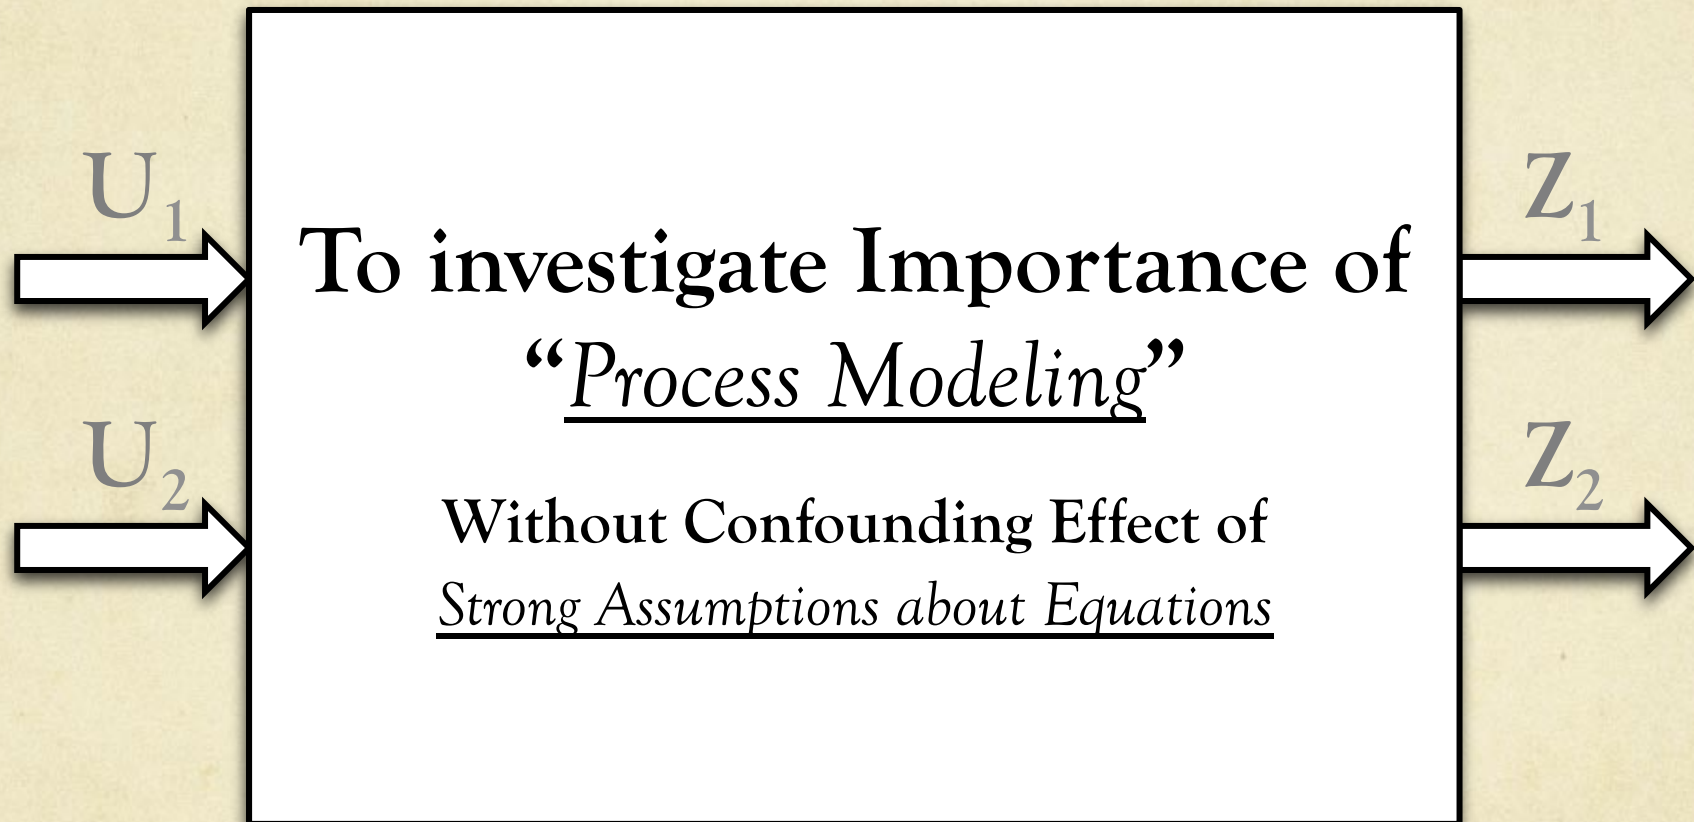 U₁
U₂
To investigate Importance of
“Process Modeling”
Without Confounding Effect of
Strong Assumptions about Equations
Z₁
Z₂